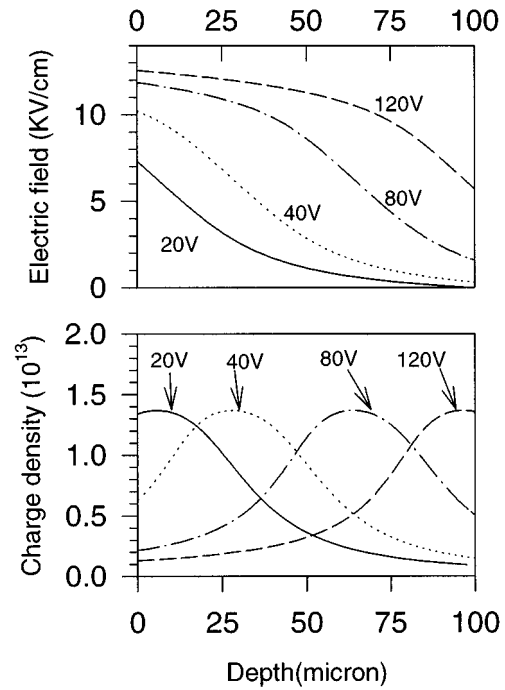 0 25 50 75 100
Electric field (KV/cm)
10
5
0
120V
80V
40V
20V
Charge density (10¹³)
2.0
1.5
1.0
0.5
0.0
20V 40V 80V 120V
0 25 50 75 100
Depth(micron)